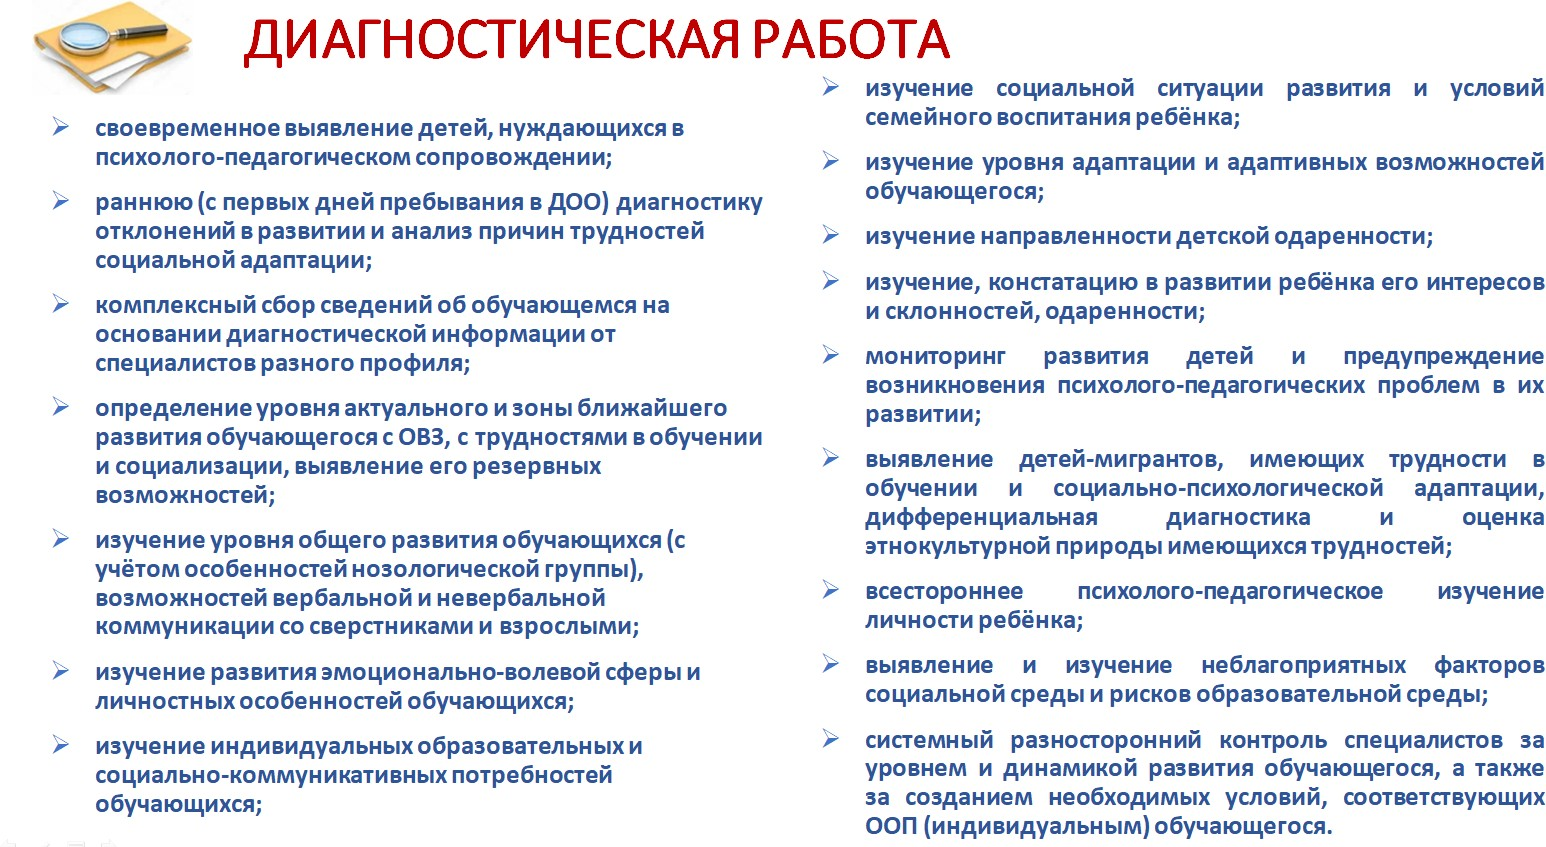 ДИАГНОСТИЧЕСКАЯ РАБОТА
своевременное выявление детей, нуждающихся в
психолого-педагогическом сопровождении;
раннюю (с первых дней пребывания в ДОО) диагностику
отклонений в развитии и анализ причин трудностей
социальной адаптации;
комплексный сбор сведений об обучающемся на
основании диагностической информации от
специалистов разного профиля;
определение уровня актуального и зоны ближайшего
развития обучающегося с ОВЗ, с трудностями в обучении
и социализации, выявление его резервных
возможностей;
изучение уровня общего развития обучающихся (с
учётом особенностей нозологической группы),
возможностей вербальной и невербальной
коммуникации со сверстниками и взрослыми;
изучение развития эмоционально-волевой сферы и
личностных особенностей обучающихся;
изучение индивидуальных образовательных и
социально-коммуникативных потребностей
обучающихся;
изучение социальной ситуации развития и условий
семейного воспитания ребёнка;
изучение уровня адаптации и адаптивных возможностей
обучающегося;
изучение направленности детской одаренности;
изучение, констатацию в развитии ребёнка его интересов
и склонностей, одаренности;
мониторинг развития детей и предупреждение
возникновения психолого-педагогических проблем в их
развитии;
выявление детей-мигрантов, имеющих трудности в
обучении и социально-психологической адаптации,
дифференциальная диагностика и оценка
этнокультурной природы имеющихся трудностей;
всестороннее психолого-педагогическое изучение
личности ребёнка;
выявление и изучение неблагоприятных факторов
социальной среды и рисков образовательной среды;
системный разносторонний контроль специалистов за
уровнем и динамикой развития обучающегося, а также
за созданием необходимых условий, соответствующих
ООП (индивидуальным) обучающегося.